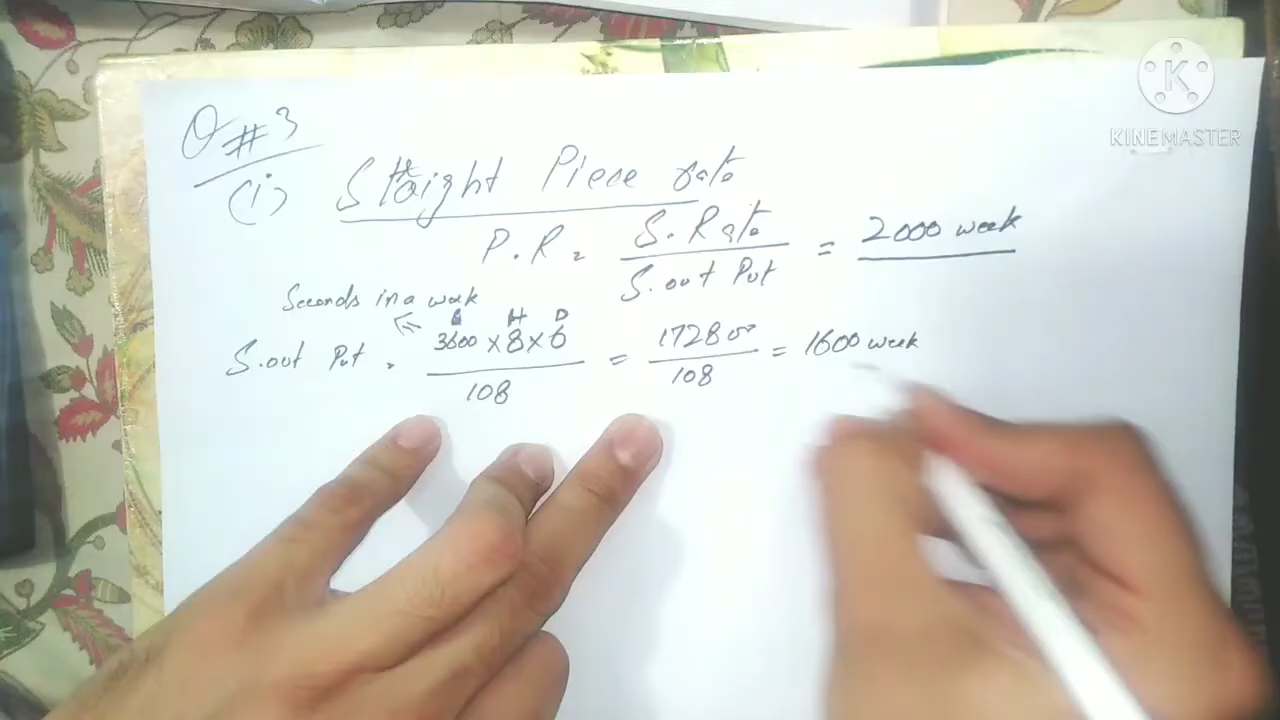 Q#3
(i) Straight Piece rate
P.R = S.Rate / S.out Put = 2000 week
Seconds in a week
S H D
S.out Put = 3600 × 8 × 6 / 108 = 172800 / 108 = 1600 week
K
KINEMASTER